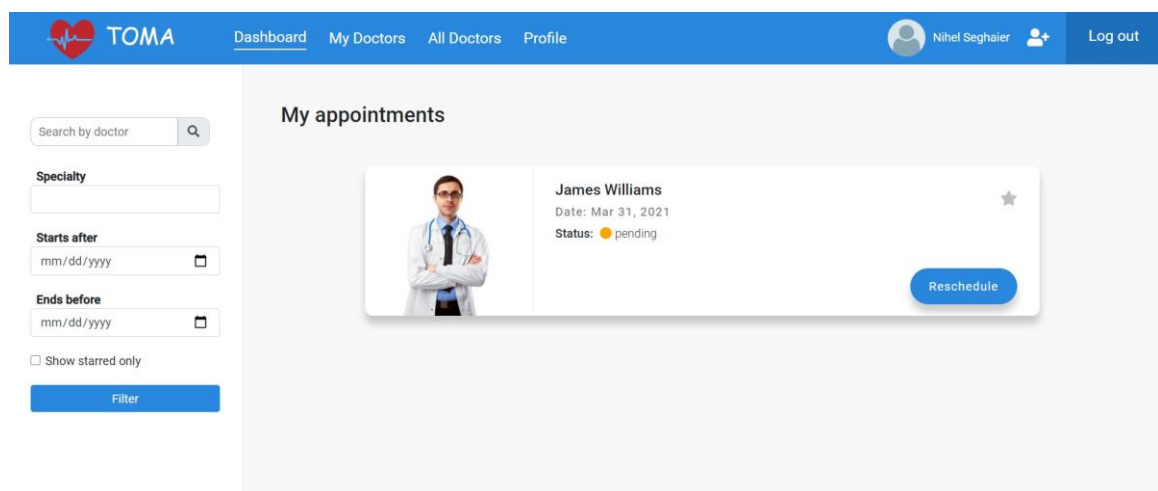 TOMA
Dashboard My Doctors All Doctors Profile
Nihel Seghaier
Log out
Search by doctor
Specialty
Starts after
mm/dd/yyyy
Ends before
mm/dd/yyyy
Show starred only
Filter
My appointments
James Williams
Date: Mar 31, 2021
Status: pending
Reschedule